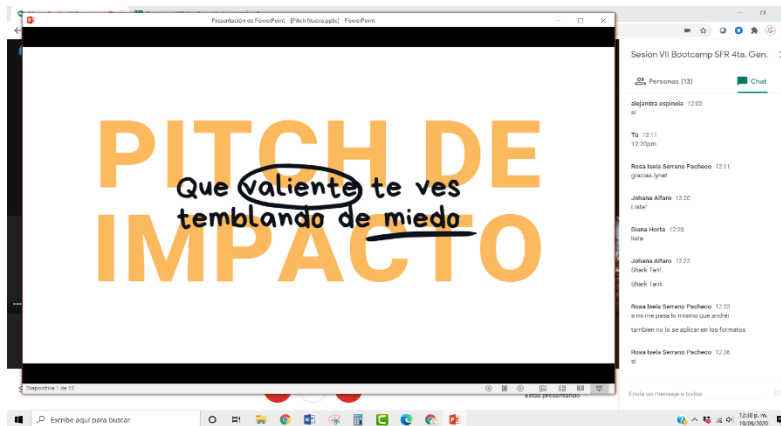 Presentación de PowerPoint - [Pitch Nueva.pptx] - PowerPoint
PITCH DE
IMPACTO
Que valiente te ves
temblando de miedo
Diapositiva 1 de 22
Estás presentando
Sesión VII Bootcamp SFR 4ta. Gen.
Personas (13)
Chat
alejandra espinola 12:02
si
Tú 12:11
12:20pm
Rosa Isela Serrano Pacheco 12:11
gracias lynet
Johana Alfaro 12:20
Lista!
Diana Horta 12:20
lista
Johana Alfaro 12:22
Shark Tan!
Shark Tank
Rosa Isela Serrano Pacheco 12:33
a mi me pasa lo mismo que andrei
tambien no lo se aplicar en los formatos
Rosa Isela Serrano Pacheco 12:36
si
Envía un mensaje a todos
Escribe aquí para buscar
12:38 p. m.
19/09/2020